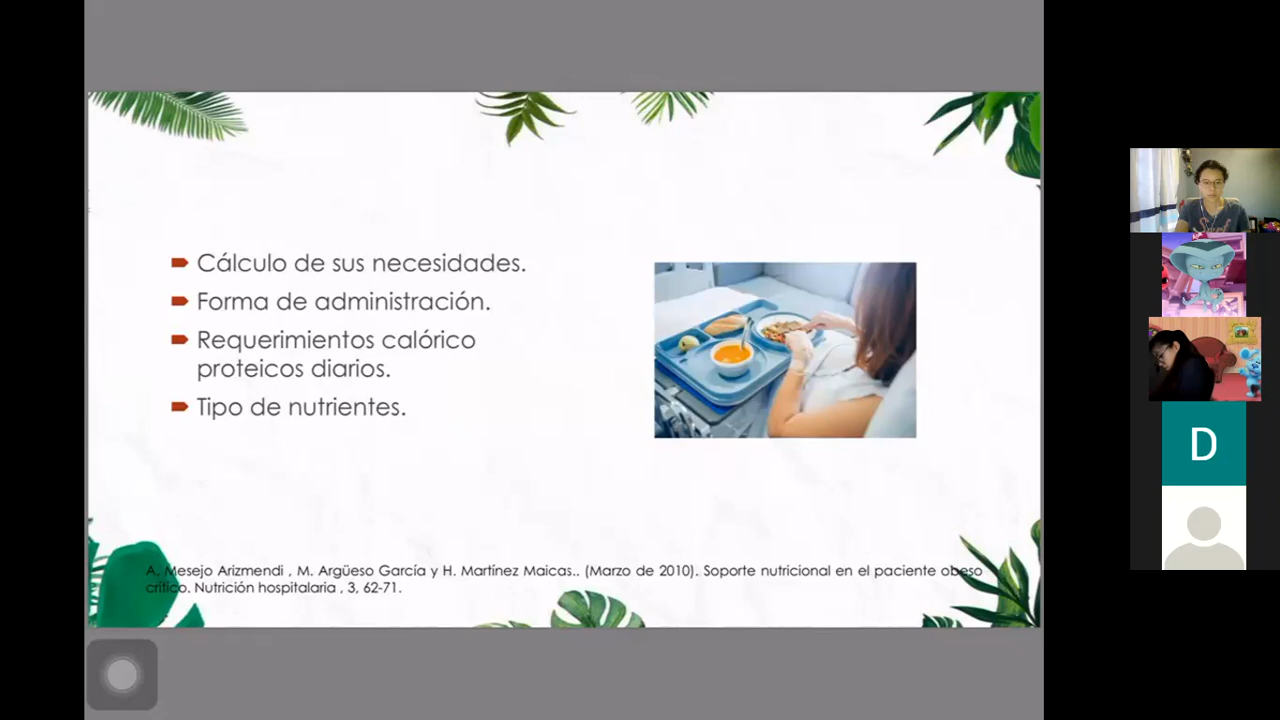 Cálculo de sus necesidades.
Forma de administración.
Requerimientos calórico
proteicos diarios.
Tipo de nutrientes.
A. Mesejo Arizmendi , M. Argüeso García y H. Martínez Maicas.. (Marzo de 2010). Soporte nutricional en el paciente obeso
crítico. Nutrición hospitalaria , 3, 62-71.
D